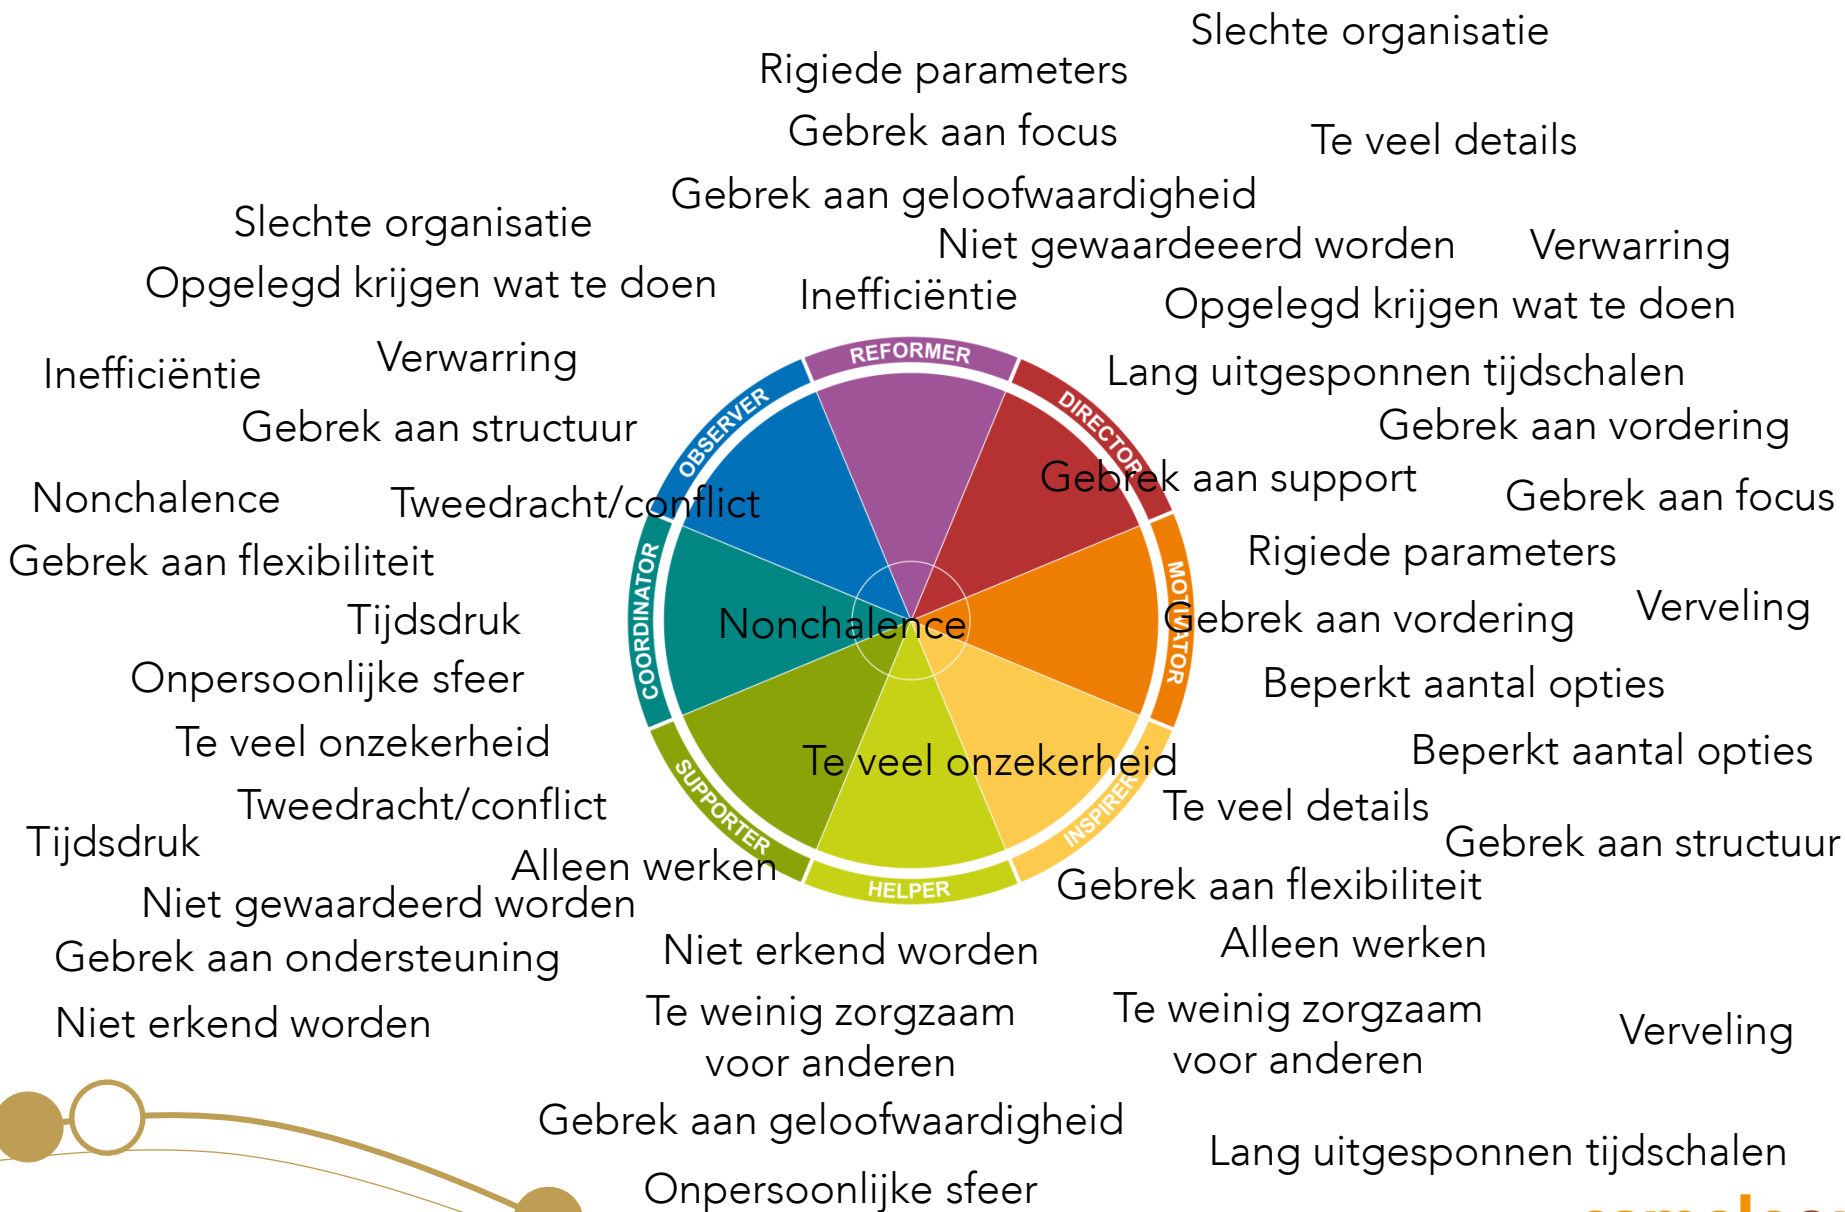 Slechte organisatie
Rigiede parameters
Gebrek aan focus
Te veel details
Gebrek aan geloofwaardigheid
Slechte organisatie
Niet gewaardeeerd worden
Verwarring
Opgelegd krijgen wat te doen
Inefficiëntie
Opgelegd krijgen wat te doen
REFORMER
Verwarring
Inefficiëntie
Lang uitgesponnen tijdschalen
OBSERVER
DIRECTOR
Gebrek aan structuur
Gebrek aan vordering
Gebrek aan support
Nonchalence
Tweedracht/conflict
Gebrek aan focus
Gebrek aan flexibiliteit
Rigiede parameters
COORDINATOR
MOTIVATOR
Tijdsdruk
Nonchalence
Gebrek aan vordering
Verveling
Onpersoonlijke sfeer
Beperkt aantal opties
Te veel onzekerheid
Te veel onzekerheid
Beperkt aantal opties
SUPPORTER
INSPIRER
Tweedracht/conflict
Te veel details
Tijdsdruk
Gebrek aan structuur
Alleen werken
HELPER
Gebrek aan flexibiliteit
Niet gewaardeerd worden
Gebrek aan ondersteuning
Niet erkend worden
Alleen werken
Niet erkend worden
Te weinig zorgzaam
voor anderen
Te weinig zorgzaam
voor anderen
Verveling
Gebrek aan geloofwaardigheid
Lang uitgesponnen tijdschalen
Onpersoonlijke sfeer